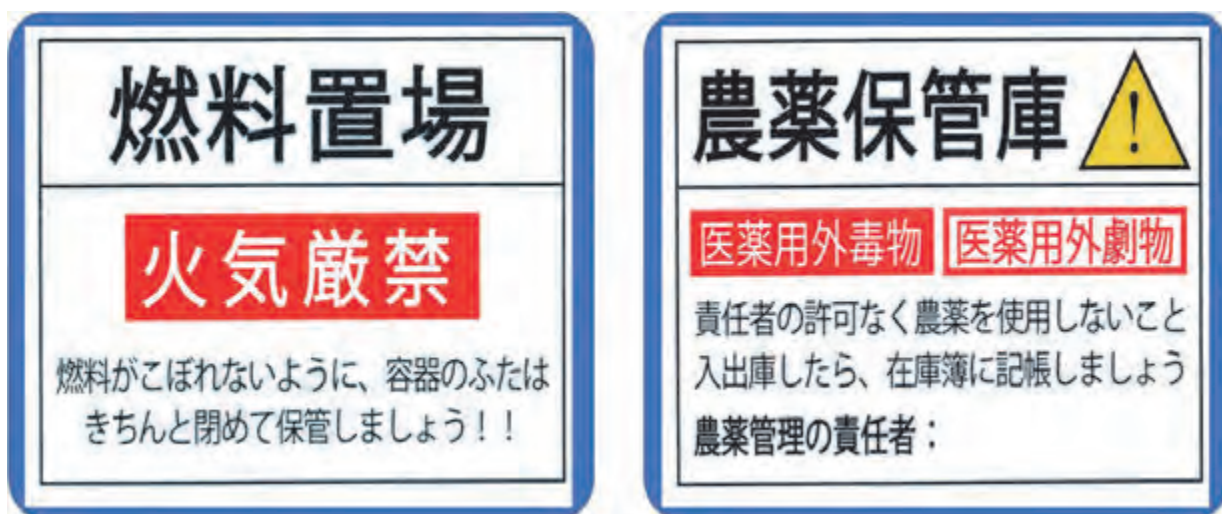 燃料置場
火気厳禁
燃料がこぼれないように、容器のふたは
きちんと閉めて保管しましょう！！
農薬保管庫
!
医薬用外毒物 医薬用外劇物
責任者の許可なく農薬を使用しないこと
入出庫したら、在庫簿に記帳しましょう
農薬管理の責任者：